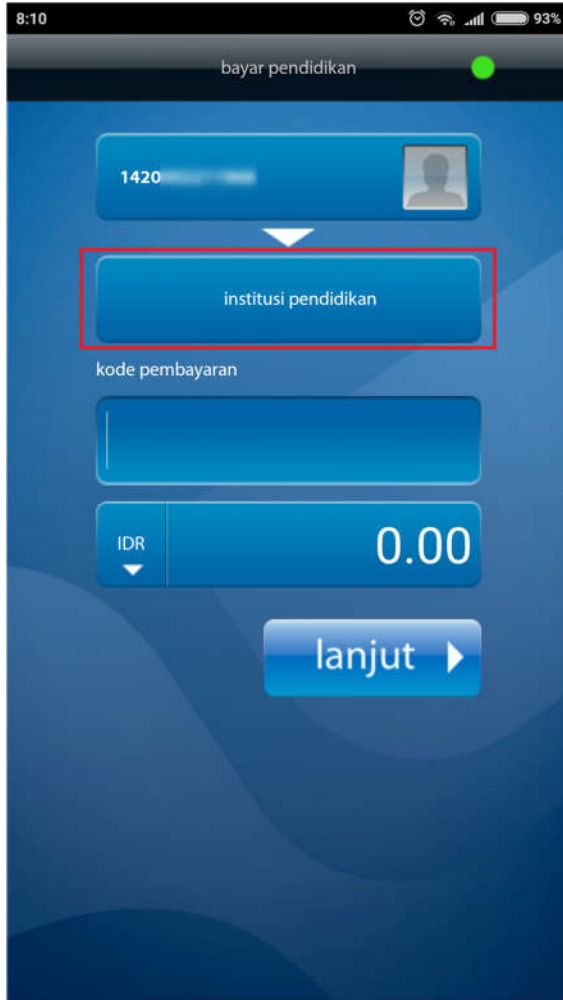 8:10 93%
bayar pendidikan
1420
institusi pendidikan
kode pembayaran
IDR 0.00
lanjut